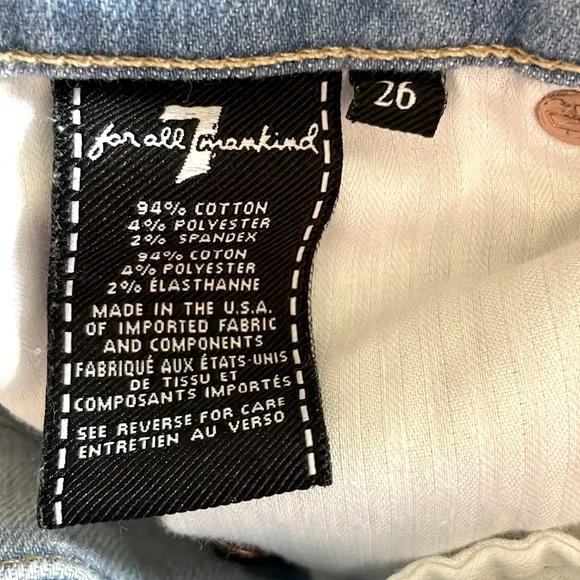 for all 7 mankind
26
94% COTTON
4% POLYESTER
2% SPANDEX
94% COTON
4% POLYESTER
2% ÉLASTHANNE
MADE IN THE U.S.A.
OF IMPORTED FABRIC
AND COMPONENTS
FABRIQUÉ AUX ÉTATS-UNIS
DE TISSU ET
COMPOSANTS IMPORTÉS
SEE REVERSE FOR CARE
ENTRETIEN AU VERSO